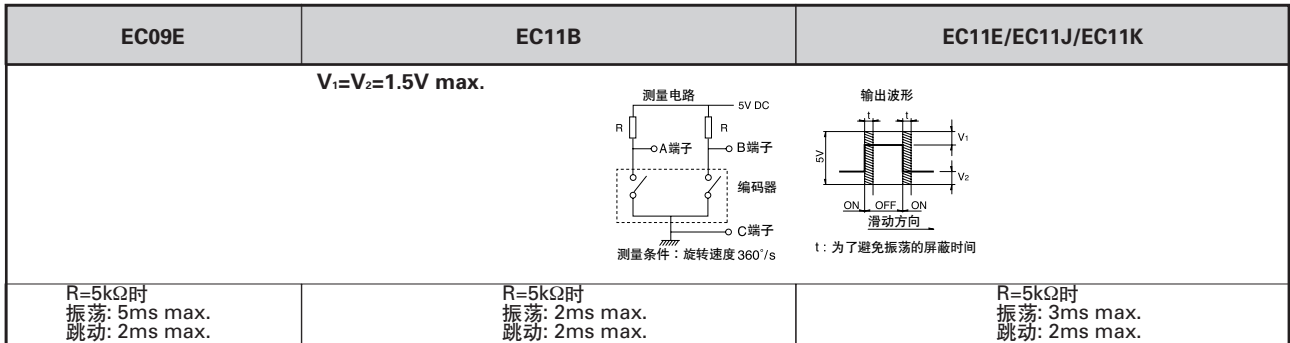 EC09E
EC11B
EC11E/EC11J/EC11K
V1=V2=1.5V max.
测量电路
5V DC
R
R
A端子
B端子
编码器
C端子
测量条件：旋转速度360°/s
输出波形
t
t
V1
5V
V2
ON
OFF
ON
滑动方向
t：为了避免振荡的屏蔽时间
R=5kΩ时
振荡: 5ms max.
跳动: 2ms max.
R=5kΩ时
振荡: 2ms max.
跳动: 2ms max.
R=5kΩ时
振荡: 3ms max.
跳动: 2ms max.